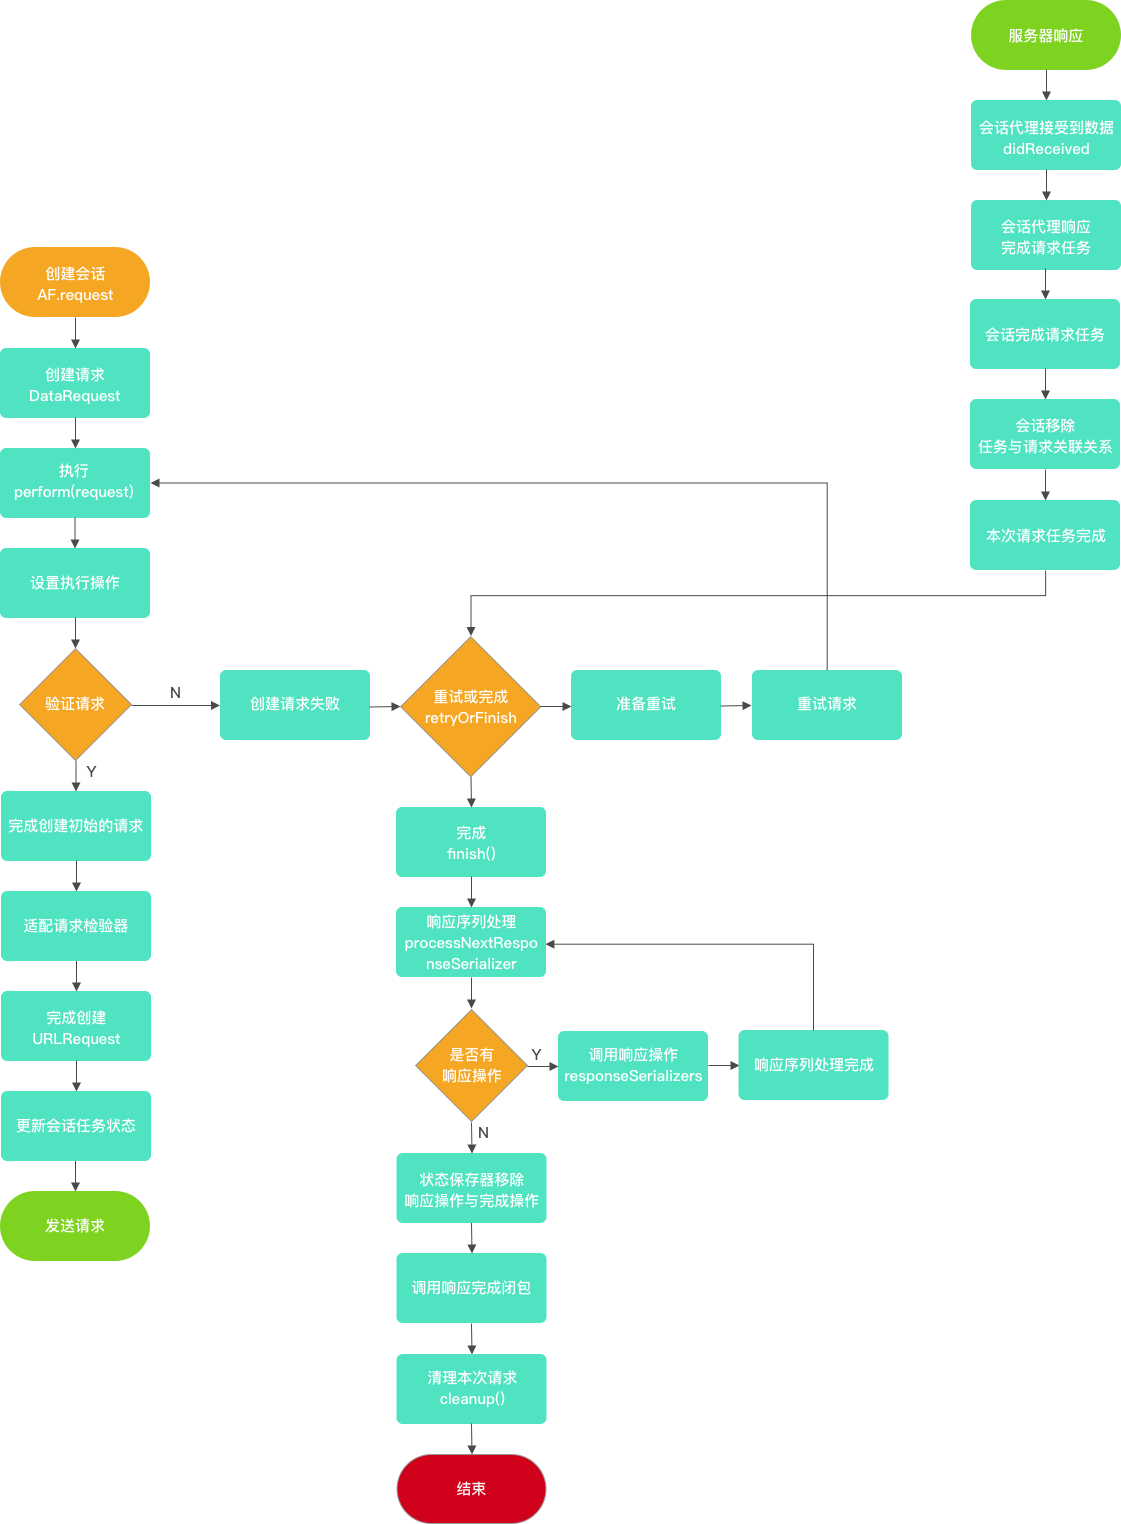 服务器响应
会话代理接受到数据
didReceived
会话代理响应
完成请求任务
会话完成请求任务
会话移除
任务与请求关联关系
本次请求任务完成
创建会话
AF.request
创建请求
DataRequest
执行
perform(request)
设置执行操作
验证请求
N
创建请求失败
重试或完成
retryOrFinish
准备重试
重试请求
Y
完成创建初始的请求
适配请求检验器
完成创建
URLRequest
更新会话任务状态
发送请求
完成
finish()
响应序列处理
processNextRespo
nseSerializer
是否有
响应操作
Y
调用响应操作
responseSerializers
响应序列处理完成
N
状态保存器移除
响应操作与完成操作
调用响应完成闭包
清理本次请求
cleanup()
结束